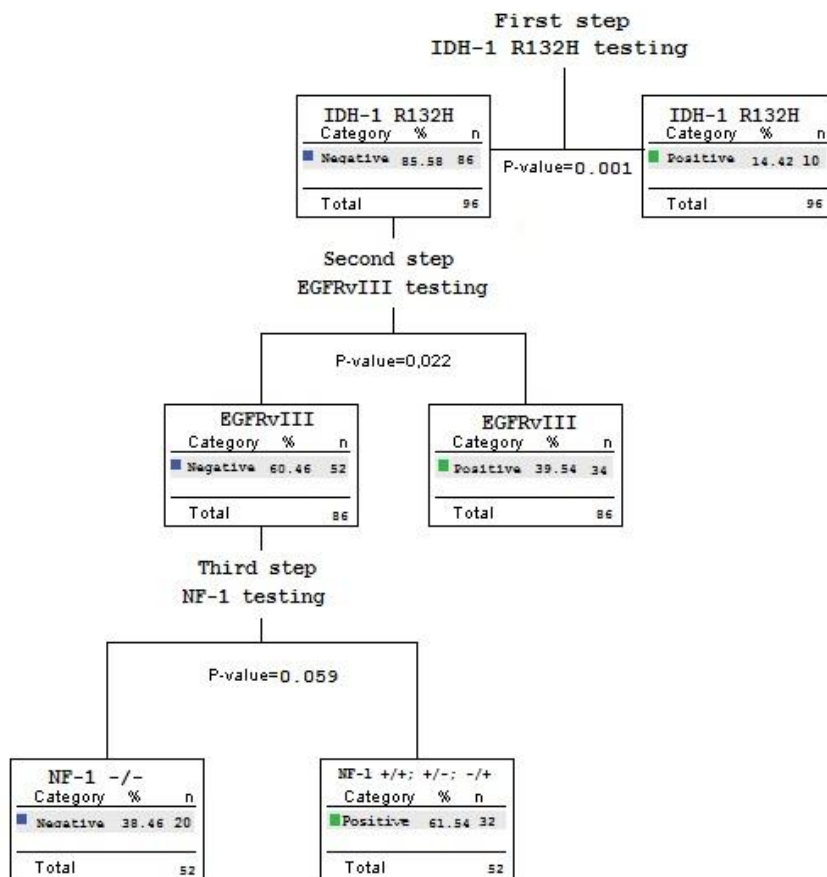 First step
IDH-1 R132H testing
IDH-1 R132H
Category % n
Negative 85.58 86
Total 96
P-value=0.001
IDH-1 R132H
Category % n
Positive 14.42 10
Total 96
Second step
EGFRvIII testing
P-value=0,022
EGFRvIII
Category % n
Negative 60.46 52
Total 86
EGFRvIII
Category % n
Positive 39.54 34
Total 86
Third step
NF-1 testing
P-value=0.059
NF-1 -/-
Category % n
Negative 38.46 20
Total 52
NF-1 +/+; +/-; -/+
Category % n
Positive 61.54 32
Total 52